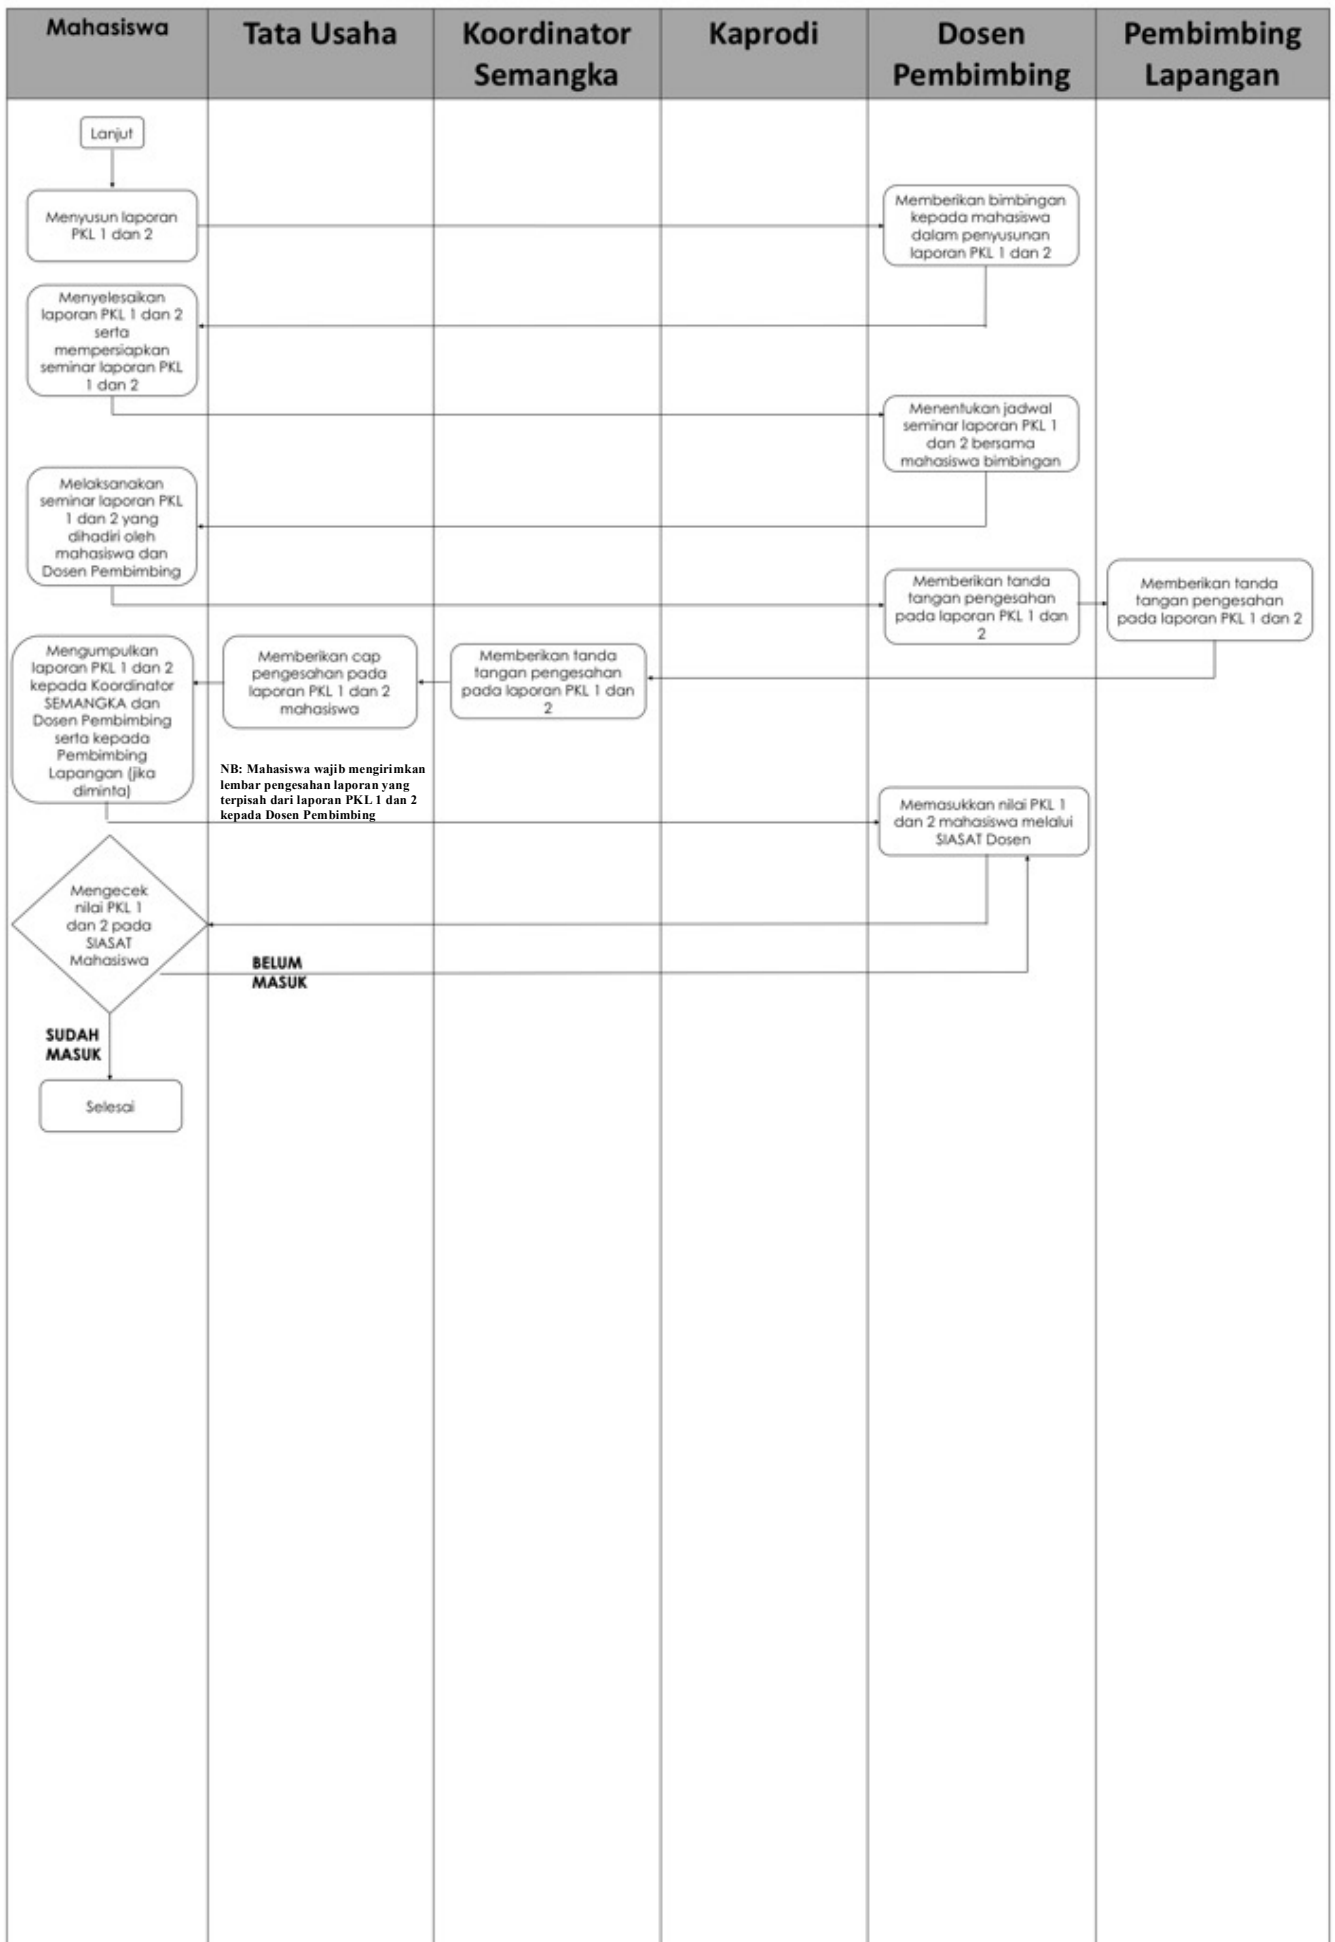 Mahasiswa
Tata Usaha
Koordinator
Semangka
Kaprodi
Dosen
Pembimbing
Pembimbing
Lapangan
Lanjut
Menyusun laporan
PKL 1 dan 2
Memberikan bimbingan
kepada mahasiswa
dalam penyusunan
laporan PKL 1 dan 2
Menyelesaikan
laporan PKL 1 dan 2
serta
mempersiapkan
seminar laporan PKL
1 dan 2
Menentukan jadwal
seminar laporan PKL 1
dan 2 bersama
mahasiswa bimbingan
Melaksanakan
seminar laporan PKL
1 dan 2 yang
dihadiri oleh
mahasiswa dan
Dosen Pembimbing
Memberikan tanda
tangan pengesahan
pada laporan PKL 1 dan
2
Memberikan tanda
tangan pengesahan
pada laporan PKL 1 dan 2
Memberikan tanda
tangan pengesahan
pada laporan PKL 1 dan
2
Memberikan cap
pengesahan pada
laporan PKL 1 dan 2
mahasiswa
Mengumpulkan
laporan PKL 1 dan 2
kepada Koordinator
SEMANGKA dan
Dosen Pembimbing
serta kepada
Pembimbing
Lapangan (jika
diminta)
NB: Mahasiswa wajib mengirimkan
lembar pengesahan laporan yang
terpisah dari laporan PKL 1 dan 2
kepada Dosen Pembimbing
Memasukkan nilai PKL 1
dan 2 mahasiswa melalui
SIASAT Dosen
Mengecek
nilai PKL 1
dan 2 pada
SIASAT
Mahasiswa
BELUM
MASUK
SUDAH
MASUK
Selesai